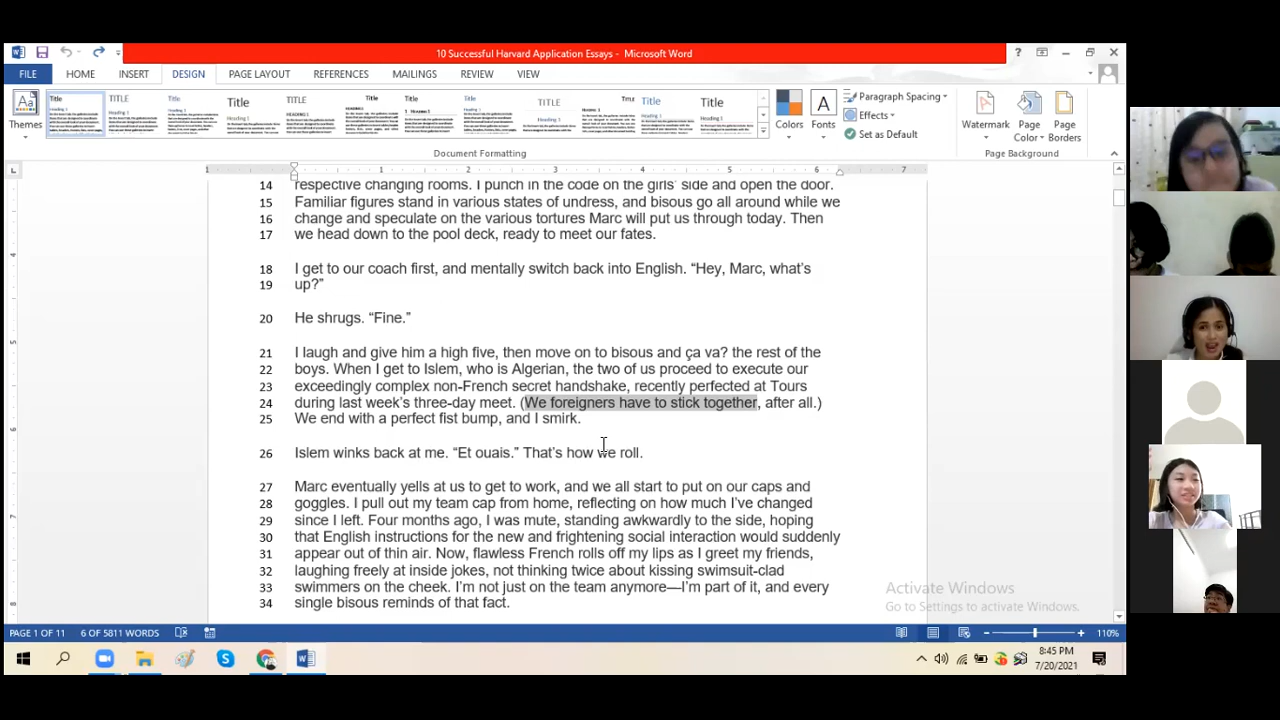 10 Successful Harvard Application Essays - Microsoft Word
FILE HOME INSERT DESIGN PAGE LAYOUT REFERENCES MAILINGS REVIEW VIEW
Themes
Colors
Fonts
Paragraph Spacing
Effects
Set as Default
Watermark
Page Color
Page Borders
Document Formatting
Page Background
14 respective changing rooms. I punch in the code on the girls' side and open the door.
15 Familiar figures stand in various states of undress, and bisous go all around while we
16 change and speculate on the various tortures Marc will put us through today. Then
17 we head down to the pool deck, ready to meet our fates.
18 I get to our coach first, and mentally switch back into English. “Hey, Marc, what’s
19 up?”
20 He shrugs. “Fine.”
21 I laugh and give him a high five, then move on to bisous and ça va? the rest of the
22 boys. When I get to Islem, who is Algerian, the two of us proceed to execute our
23 exceedingly complex non-French secret handshake, recently perfected at Tours
24 during last week’s three-day meet. (We foreigners have to stick together, after all.)
25 We end with a perfect fist bump, and I smirk.
26 Islem winks back at me. “Et ouais.” That’s how we roll.
27 Marc eventually yells at us to get to work, and we all start to put on our caps and
28 goggles. I pull out my team cap from home, reflecting on how much I’ve changed
29 since I left. Four months ago, I was mute, standing awkwardly to the side, hoping
30 that English instructions for the new and frightening social interaction would suddenly
31 appear out of thin air. Now, flawless French rolls off my lips as I greet my friends,
32 laughing freely at inside jokes, not thinking twice about kissing swimsuit-clad
33 swimmers on the cheek. I’m not just on the team anymore—I’m part of it, and every
34 single bisous reminds of that fact.
Activate Windows
Go to Settings to activate Windows.
PAGE 1 OF 11 6 OF 5811 WORDS 110%
8:45 PM
7/20/2021